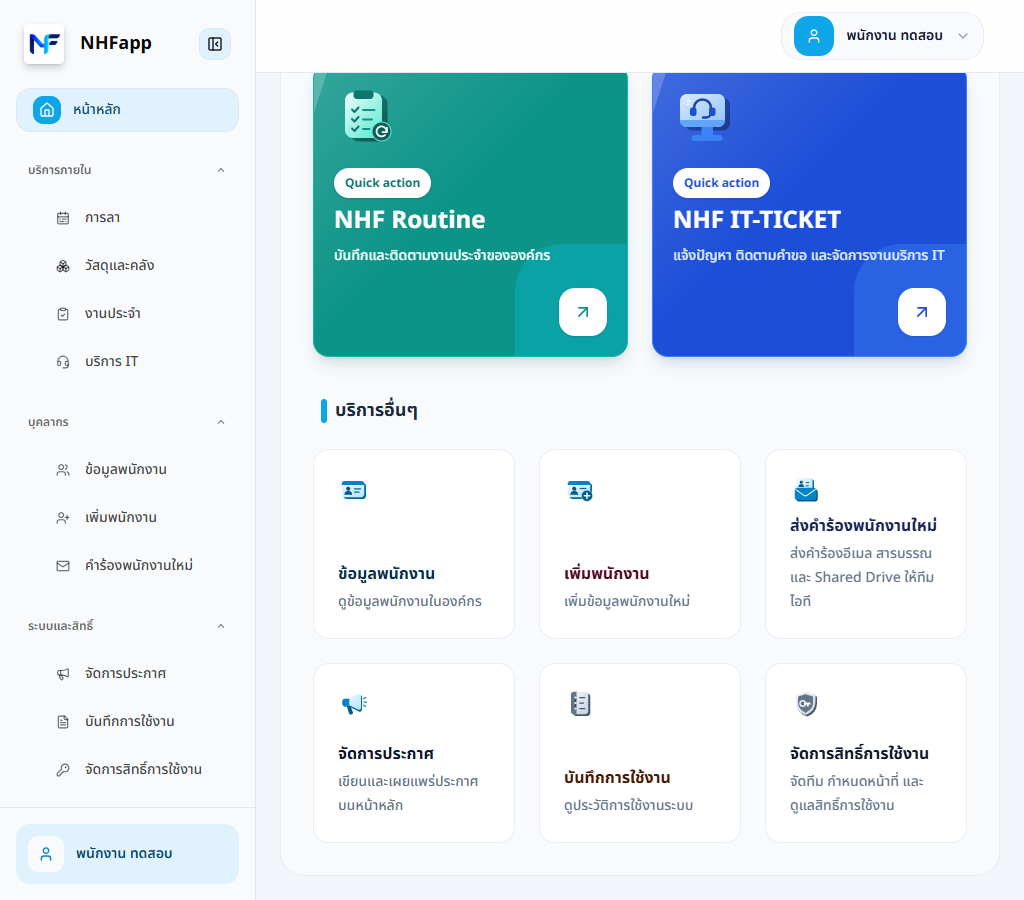 NHFapp
หน้าหลัก
บริการภายใน
การลา
วัสดุและคลัง
งานประจำ
บริการ IT
บุคลากร
ข้อมูลพนักงาน
เพิ่มพนักงาน
คำร้องพนักงานใหม่
ระบบและสิทธิ์
จัดการประกาศ
บันทึกการใช้งาน
จัดการสิทธิ์การใช้งาน
พนักงาน ทดสอบ
พนักงาน ทดสอบ
Quick action
NHF Routine
บันทึกและติดตามงานประจำขององค์กร
Quick action
NHF IT-TICKET
แจ้งปัญหา ติดตามคำขอ และจัดการงานบริการ IT
บริการอื่นๆ
ข้อมูลพนักงาน
ดูข้อมูลพนักงานในองค์กร
เพิ่มพนักงาน
เพิ่มข้อมูลพนักงานใหม่
ส่งคำร้องพนักงานใหม่
ส่งคำร้องอีเมล สารบรรณ
และ Shared Drive ให้ทีม
ไอที
จัดการประกาศ
เขียนและเผยแพร่ประกาศ
บนหน้าหลัก
บันทึกการใช้งาน
ดูประวัติการใช้งานระบบ
จัดการสิทธิ์การใช้งาน
จัดทีม กำหนดหน้าที่ และ
ดูแลสิทธิ์การใช้งาน